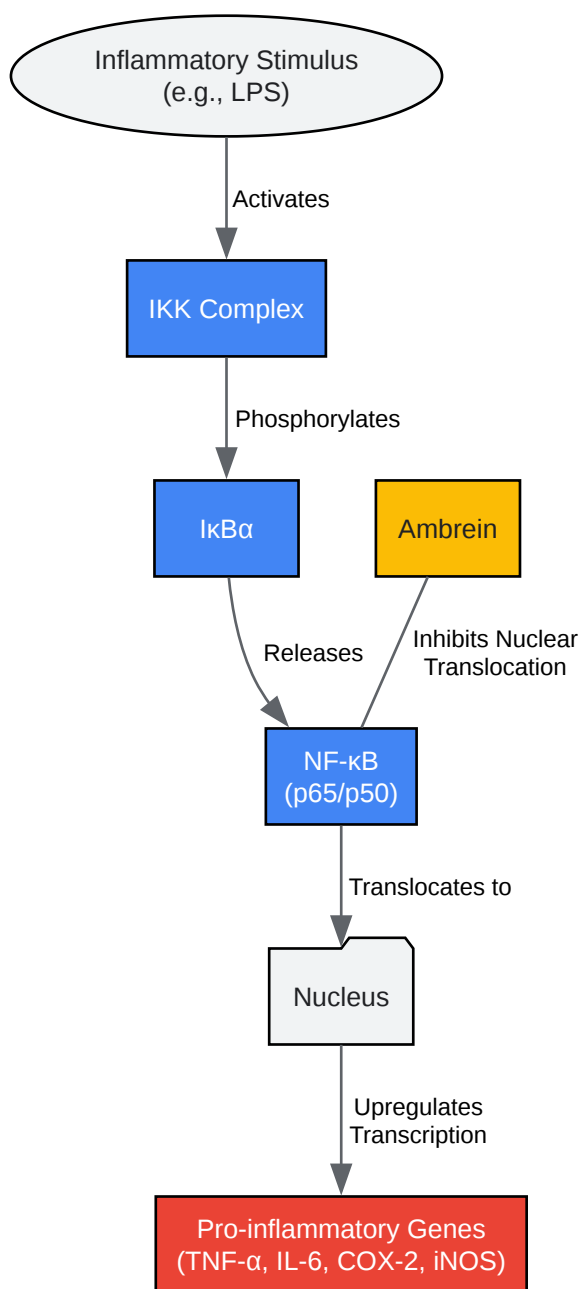 Inflammatory Stimulus
(e.g., LPS)
Activates
IKK Complex
Phosphorylates
IκBα
Ambrein
Releases
Inhibits Nuclear
Translocation
NF-κB
(p65/p50)
Translocates to
Nucleus
Upregulates
Transcription
Pro-inflammatory Genes
(TNF-α, IL-6, COX-2, iNOS)